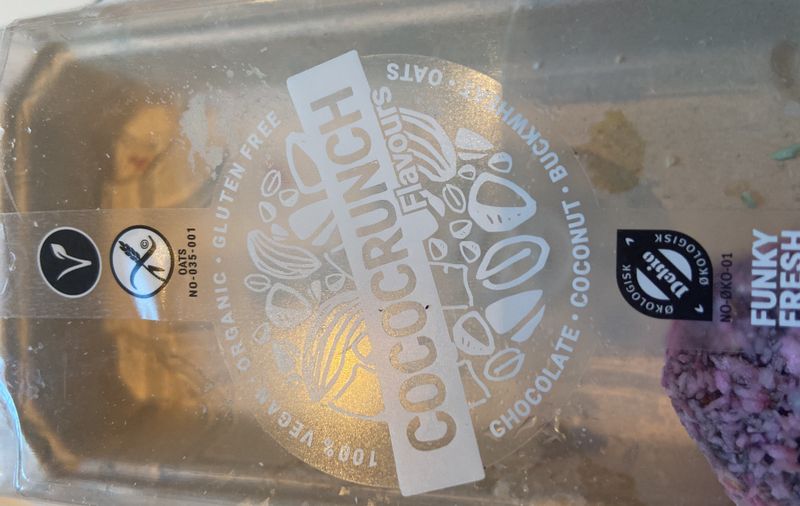 COCOCRUNCH
Flavours
100% VEGAN • ORGANIC • GLUTEN FREE
CHOCOLATE • COCONUT • BUCKWHEAT • OATS
OATS
NO-035-001
ØKOLOGISK
Debio
ØKOLOGISK
NO-ØKO-01
FUNKY
FRESH